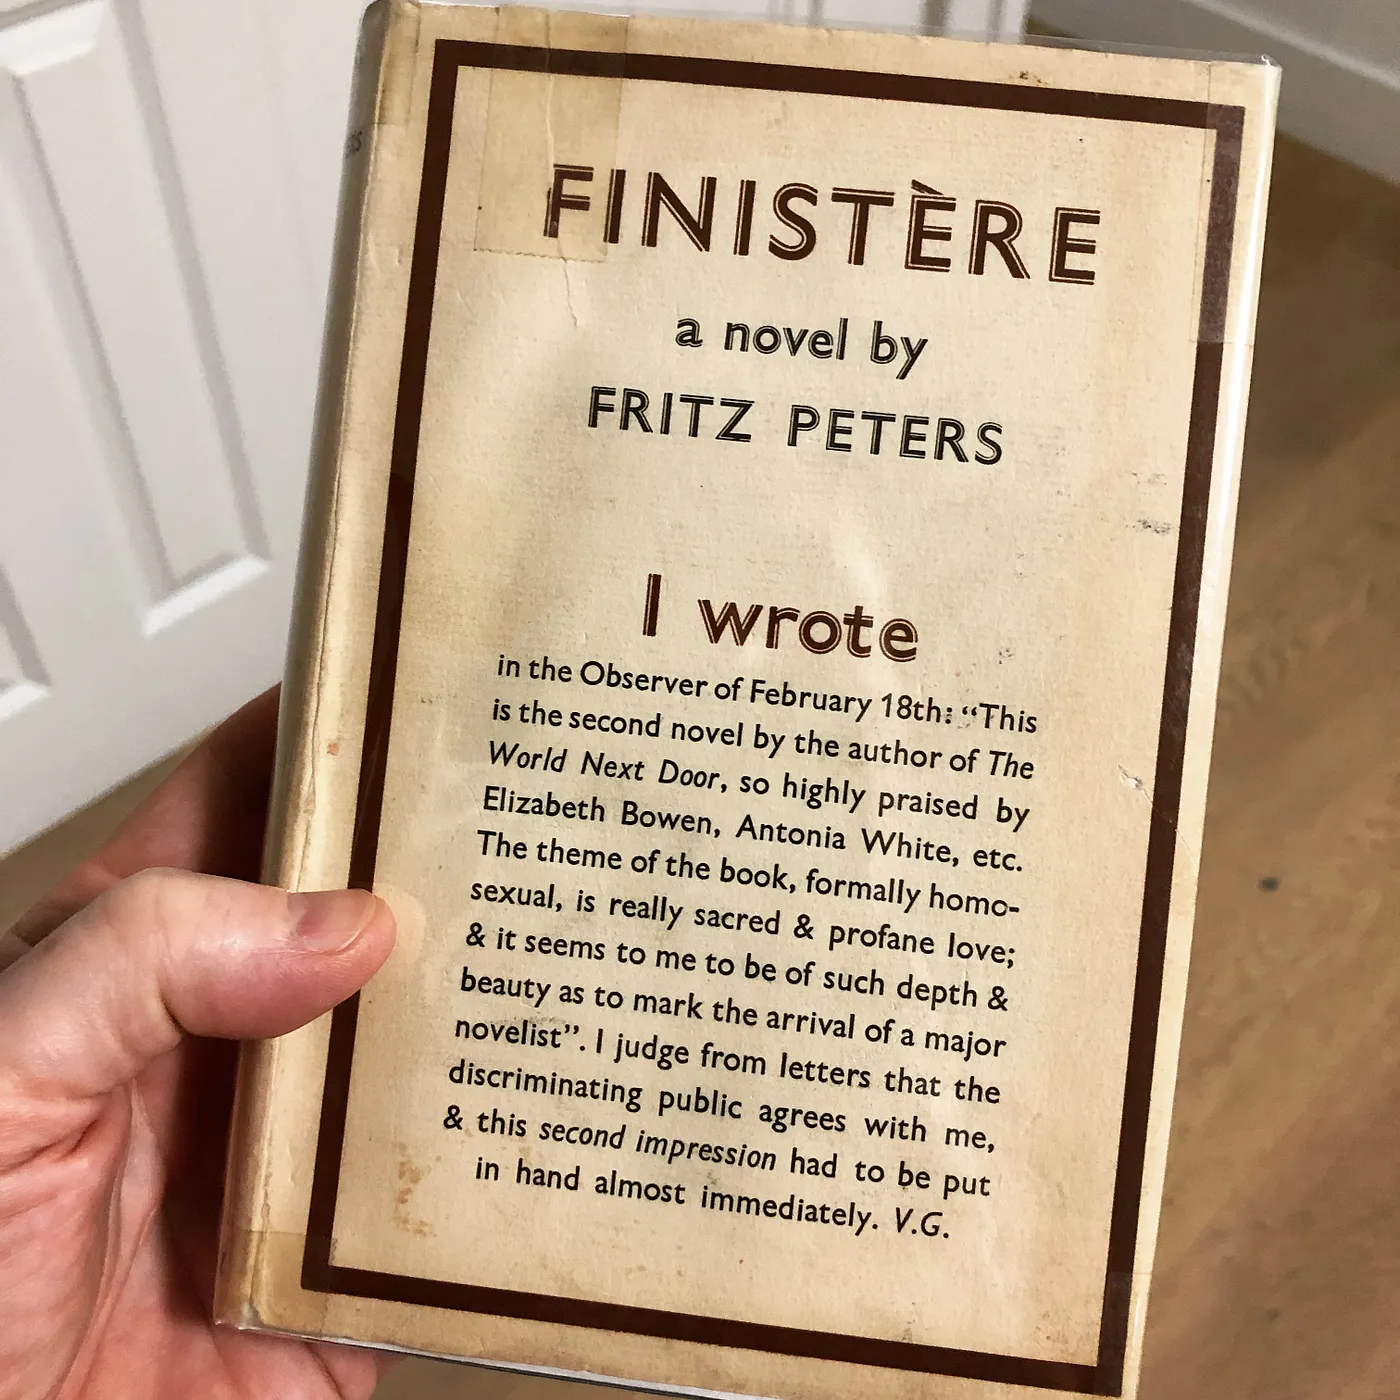 FINISTÈRE
a novel by
FRITZ PETERS
I wrote
in the Observer of February 18th: “This
is the second novel by the author of The
World Next Door, so highly praised by
Elizabeth Bowen, Antonia White, etc.
The theme of the book, formally homo-
sexual, is really sacred & profane love;
& it seems to me to be of such depth &
beauty as to mark the arrival of a major
novelist”. I judge from letters that the
discriminating public agrees with me,
& this second impression had to be put
in hand almost immediately. V.G.